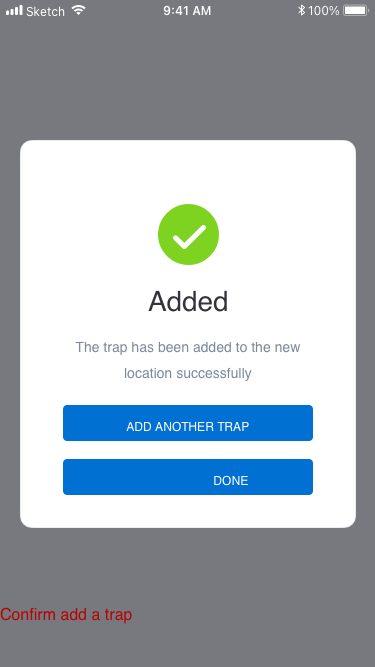 Sketch 9:41 AM 100%
Added
The trap has been added to the new
location successfully
ADD ANOTHER TRAP
DONE
Confirm add a trap